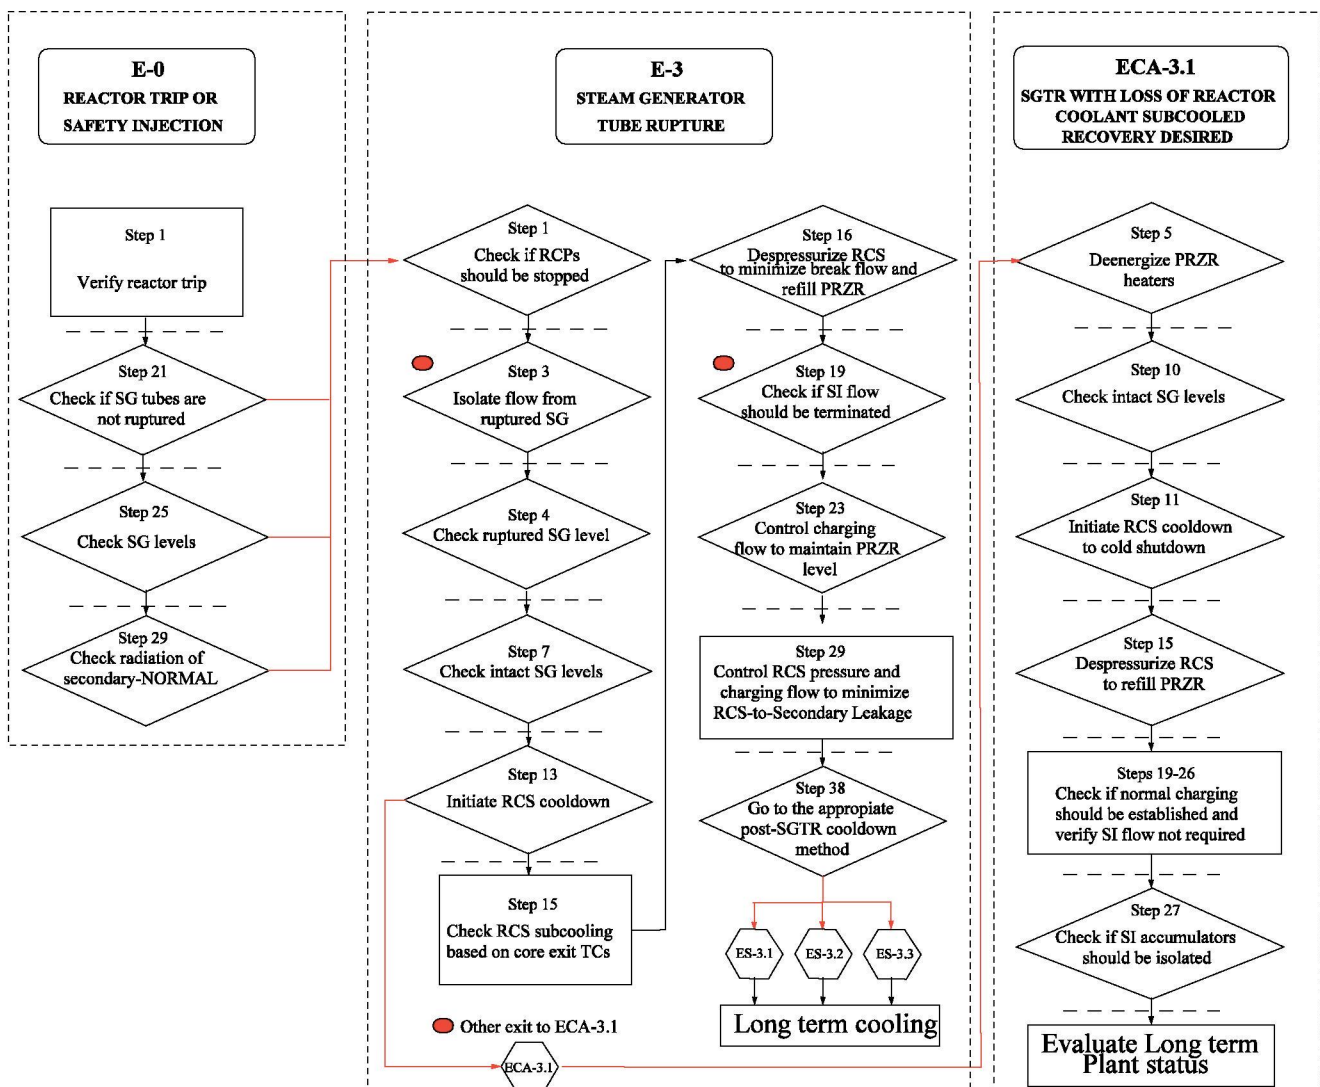 E-0
REACTOR TRIP OR
SAFETY INJECTION
Step 1
Verify reactor trip
Step 21
Check if SG tubes are
not ruptured
Step 25
Check SG levels
Step 29
Check radiation of
secondary-NORMAL
E-3
STEAM GENERATOR
TUBE RUPTURE
Step 1
Check if RCPs
should be stopped
Step 3
Isolate flow from
ruptured SG
Step 4
Check ruptured SG level
Step 7
Check intact SG levels
Step 13
Initiate RCS cooldown
Step 15
Check RCS subcooling
based on core exit TCs
Other exit to ECA-3.1
ECA-3.1
Step 16
Despressurize RCS
to minimize break flow and
refill PRZR
Step 19
Check if SI flow
should be terminated
Step 23
Control charging
flow to maintain PRZR
level
Step 29
Control RCS pressure and
charging flow to minimize
RCS-to-Secondary Leakage
Step 38
Go to the appropiate
post-SGTR cooldown
method
ES-3.1 ES-3.2 ES-3.3
Long term cooling
ECA-3.1
SGTR WITH LOSS OF REACTOR
COOLANT SUBCOOLED
RECOVERY DESIRED
Step 5
Deenergize PRZR
heaters
Step 10
Check intact SG levels
Step 11
Initiate RCS cooldown
to cold shutdown
Step 15
Despressurize RCS
to refill PRZR
Steps 19-26
Check if normal charging
should be established and
verify SI flow not required
Step 27
Check if SI accumulators
should be isolated
Evaluate Long term
Plant status